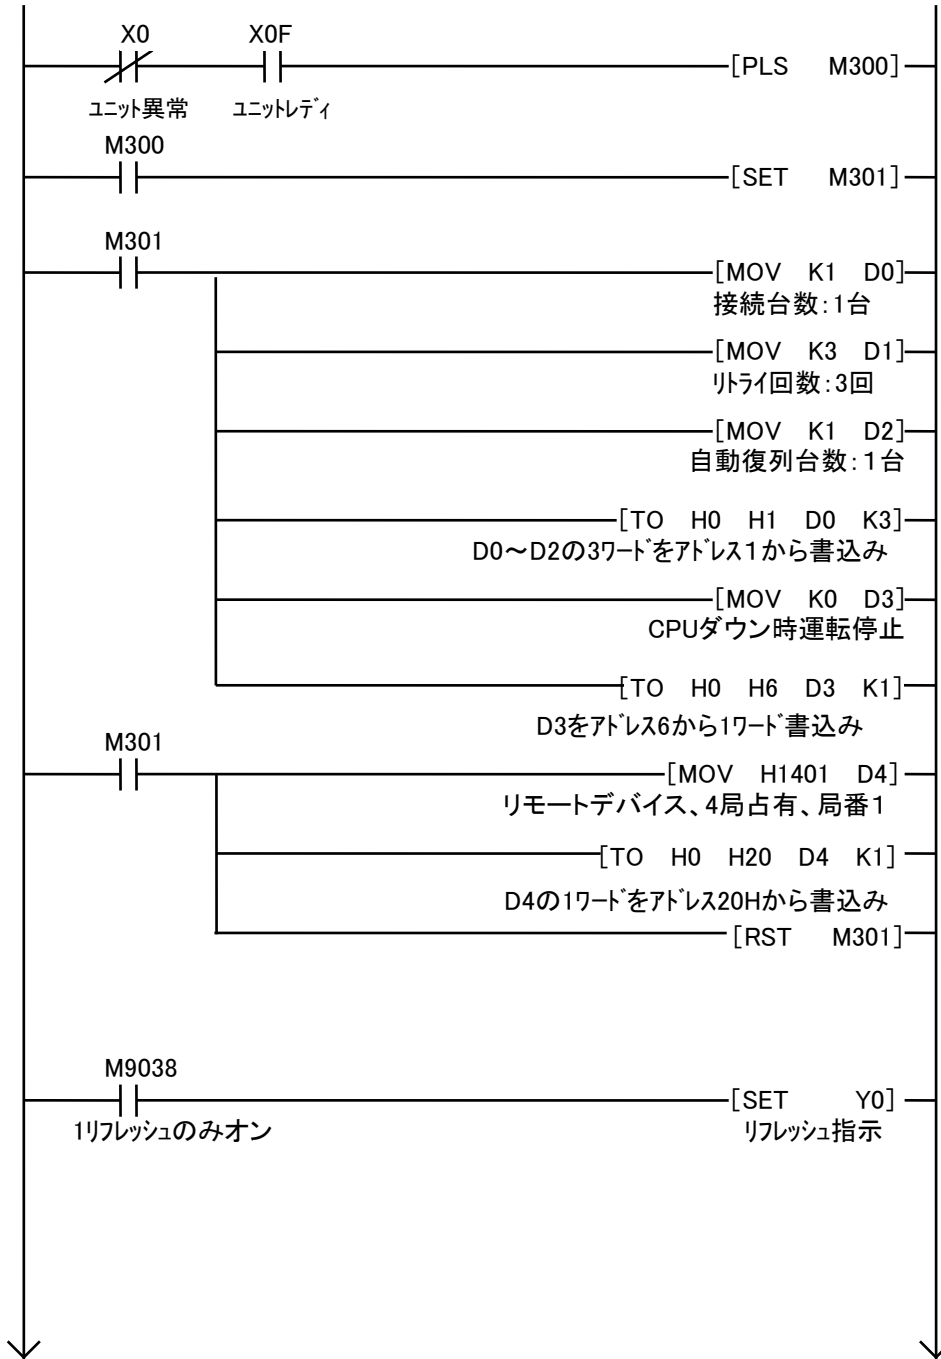 X0 X0F
[PLS M300]
ユニット異常 ユニットレディ
M300
[SET M301]
M301
[MOV K1 D0]
接続台数:1台
[MOV K3 D1]
リトライ回数:3回
[MOV K1 D2]
自動復列台数:1台
[TO H0 H1 D0 K3]
D0~D2の3ワードをアドレス1から書込み
[MOV K0 D3]
CPUダウン時運転停止
[TO H0 H6 D3 K1]
D3をアドレス6から1ワード書込み
M301
[MOV H1401 D4]
リモートデバイス、4局占有、局番1
[TO H0 H20 D4 K1]
D4の1ワードをアドレス20Hから書込み
[RST M301]
M9038
[SET Y0]
1リフレッシュのみオン リフレッシュ指示